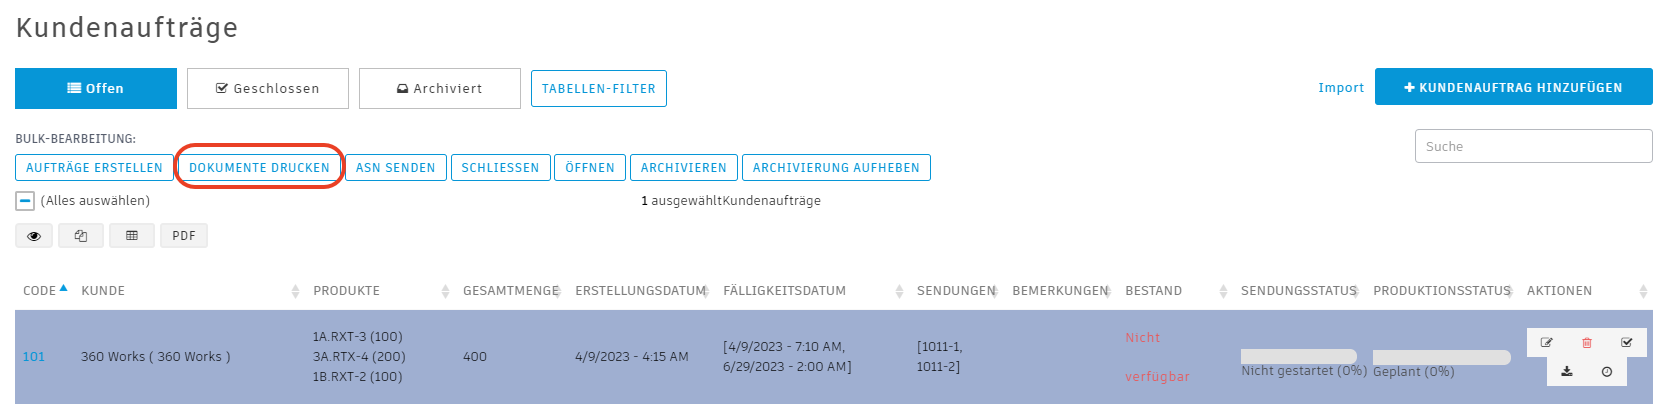 Kundenaufträge
Offen Geschlossen Archiviert TABELLEN-FILTER Import KUNDENAUFTRAG HINZUFÜGEN
BULK-BEARBEITUNG: Suche
AUFTRÄGE ERSTELLEN DOKUMENTE DRUCKEN ASN SENDEN SCHLIESSEN ÖFFNEN ARCHIVIEREN ARCHIVIERUNG AUFHEBEN
(Alles auswählen) 1 ausgewähltKundenaufträge
PDF
CODE KUNDE PRODUKTE GESAMTMENGE ERSTELLUNGSDATUM FÄLLIGKEITSDATUM SENDUNGEN BEMERKUNGEN BESTAND SENDUNGSSTATUS PRODUKTIONSSTATUS AKTIONEN
101
360 Works ( 360 Works )
1A.RXT-3 (100)
3A.RTX-4 (200)
1B.RXT-2 (100)
400
4/9/2023 - 4:15 AM
[4/9/2023 - 7:10 AM,
6/29/2023 - 2:00 AM]
[1011-1,
1011-2]
Nicht
verfügbar
Nicht gestartet (0%)
Geplant (0%)